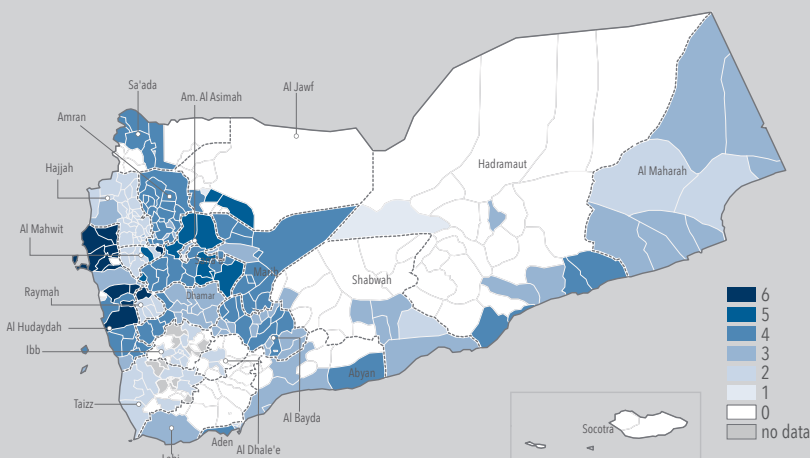 Sa'ada
Am. Al Asimah
Al Jawf
Amran
Hajjah
Hadramaut
Al Maharah
Al Mahwit
Marib
Shabwah
Raymah
Dhamar
Al Hudaydah
Ibb
Abyan
Taizz
Al Bayda
Aden
Al Dhale'e
Socotra
6
5
4
3
2
1
0
no data